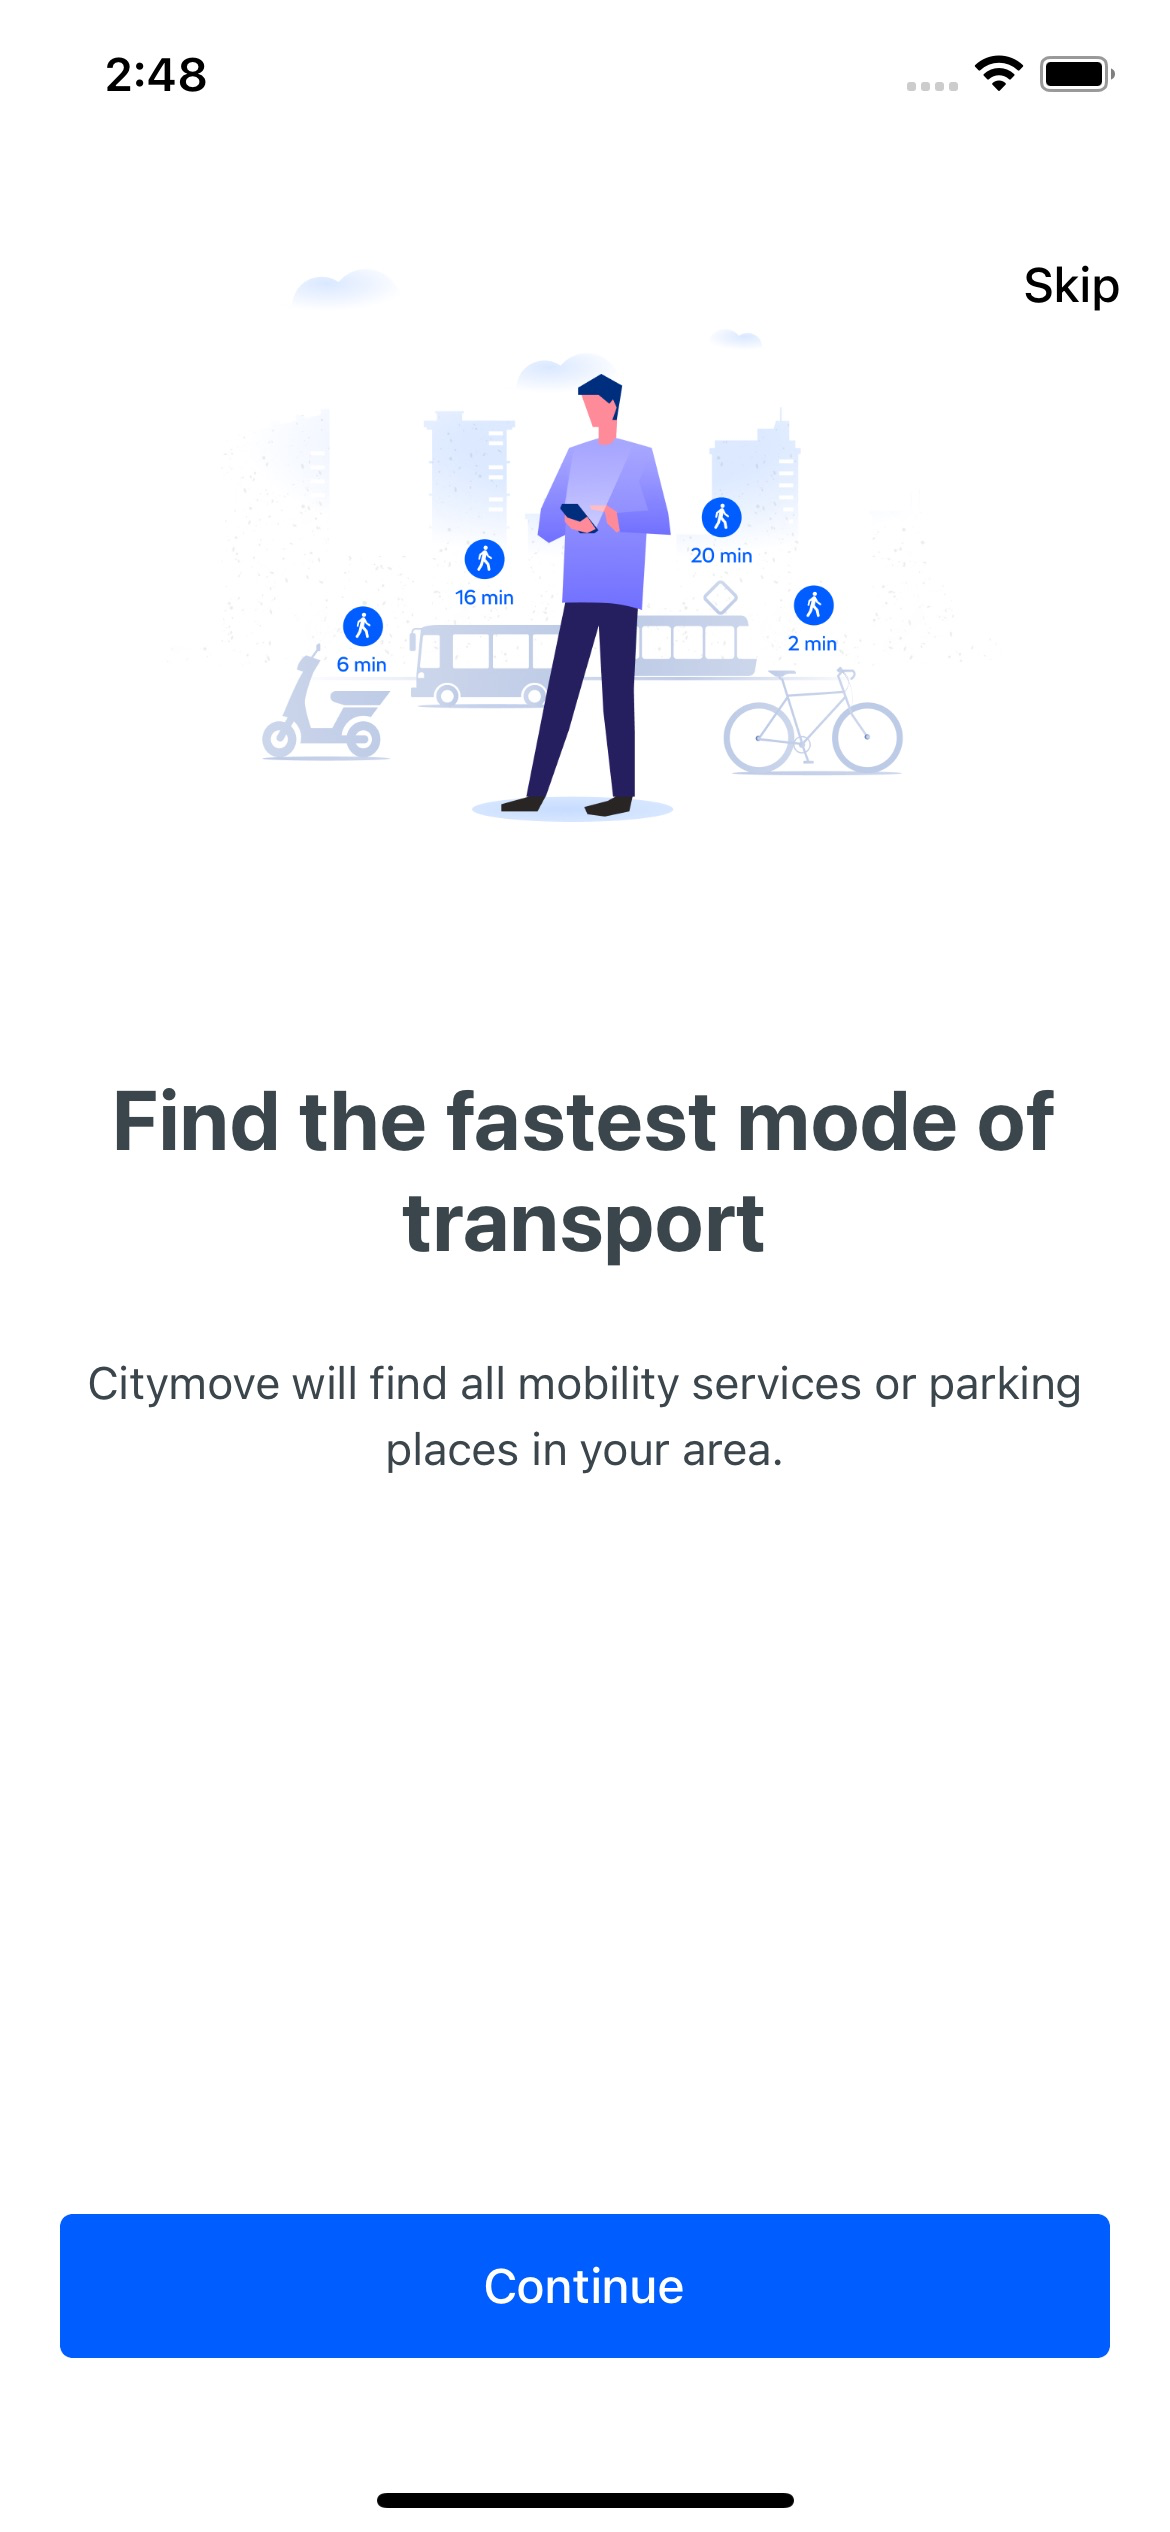 2:48
Skip
20 min
16 min
2 min
6 min
Find the fastest mode of
transport
Citymove will find all mobility services or parking
places in your area.
Continue